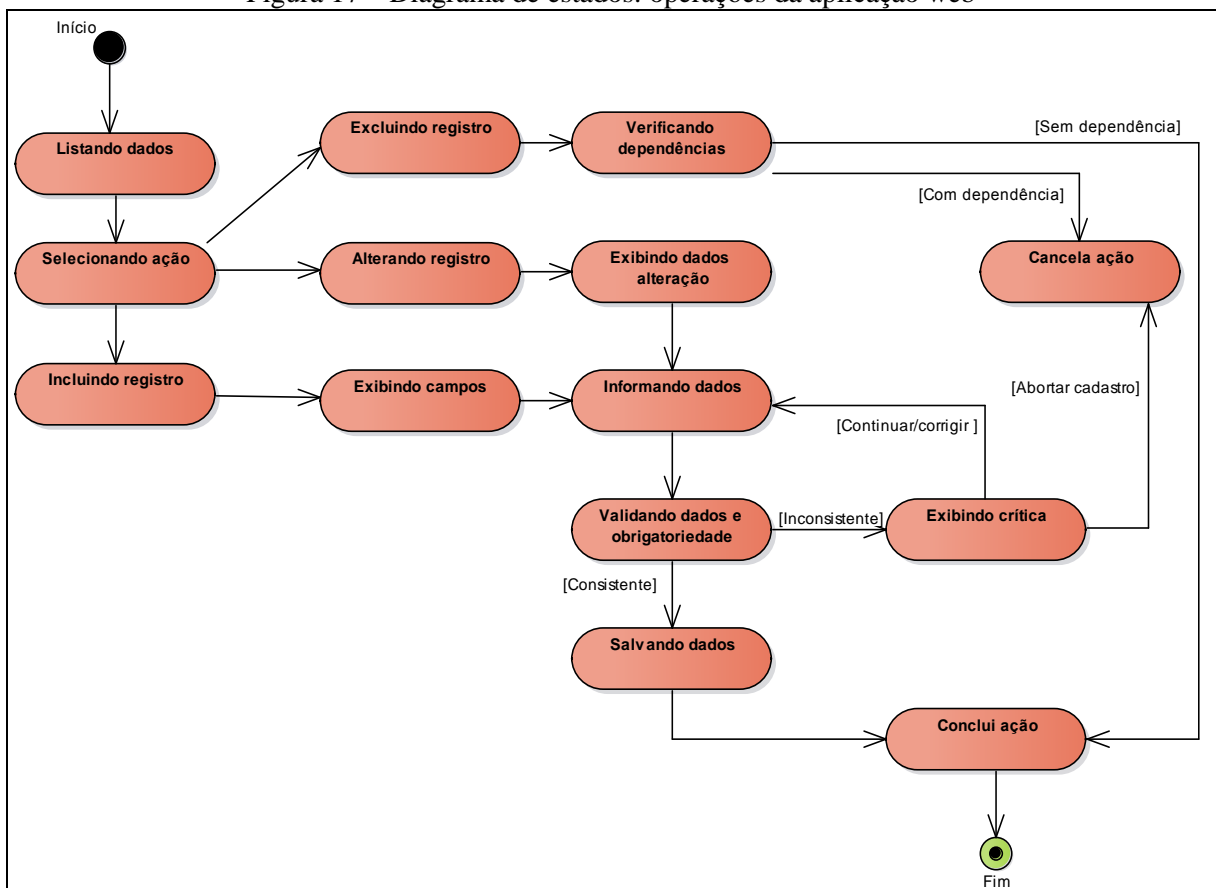 Figura 17 – Diagrama de estados: operações da aplicação web
Início
Listando dados
Excluindo registro
Verificando
dependências
[Sem dependência]
[Com dependência]
Selecionando ação
Alterando registro
Exibindo dados
alteração
Cancela ação
Incluindo registro
Exibindo campos
Informando dados
[Abortar cadastro]
[Continuar/corrigir ]
Validando dados e
obrigatoriedade
[Inconsistente]
Exibindo crítica
[Consistente]
Salvando dados
Conclui ação
Fim